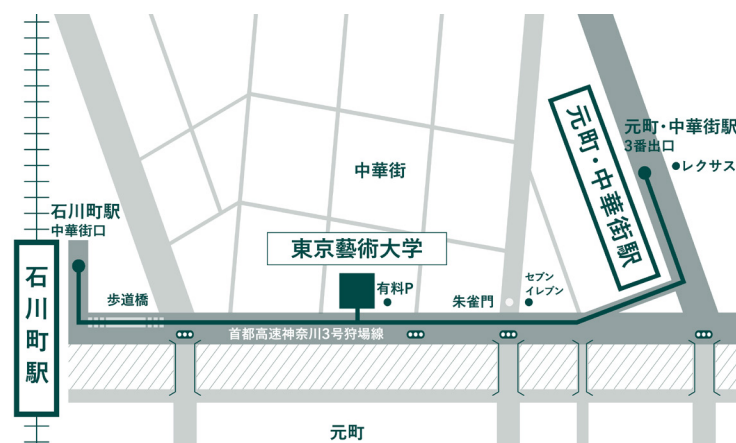 元町・中華街駅
3番出口
レクサス
元町・中華街駅
中華街
石川町駅
中華街口
東京藝術大学
石川町駅
歩道橋
有料P
朱雀門
セブン
イレブン
首都高速神奈川3号狩場線
元町